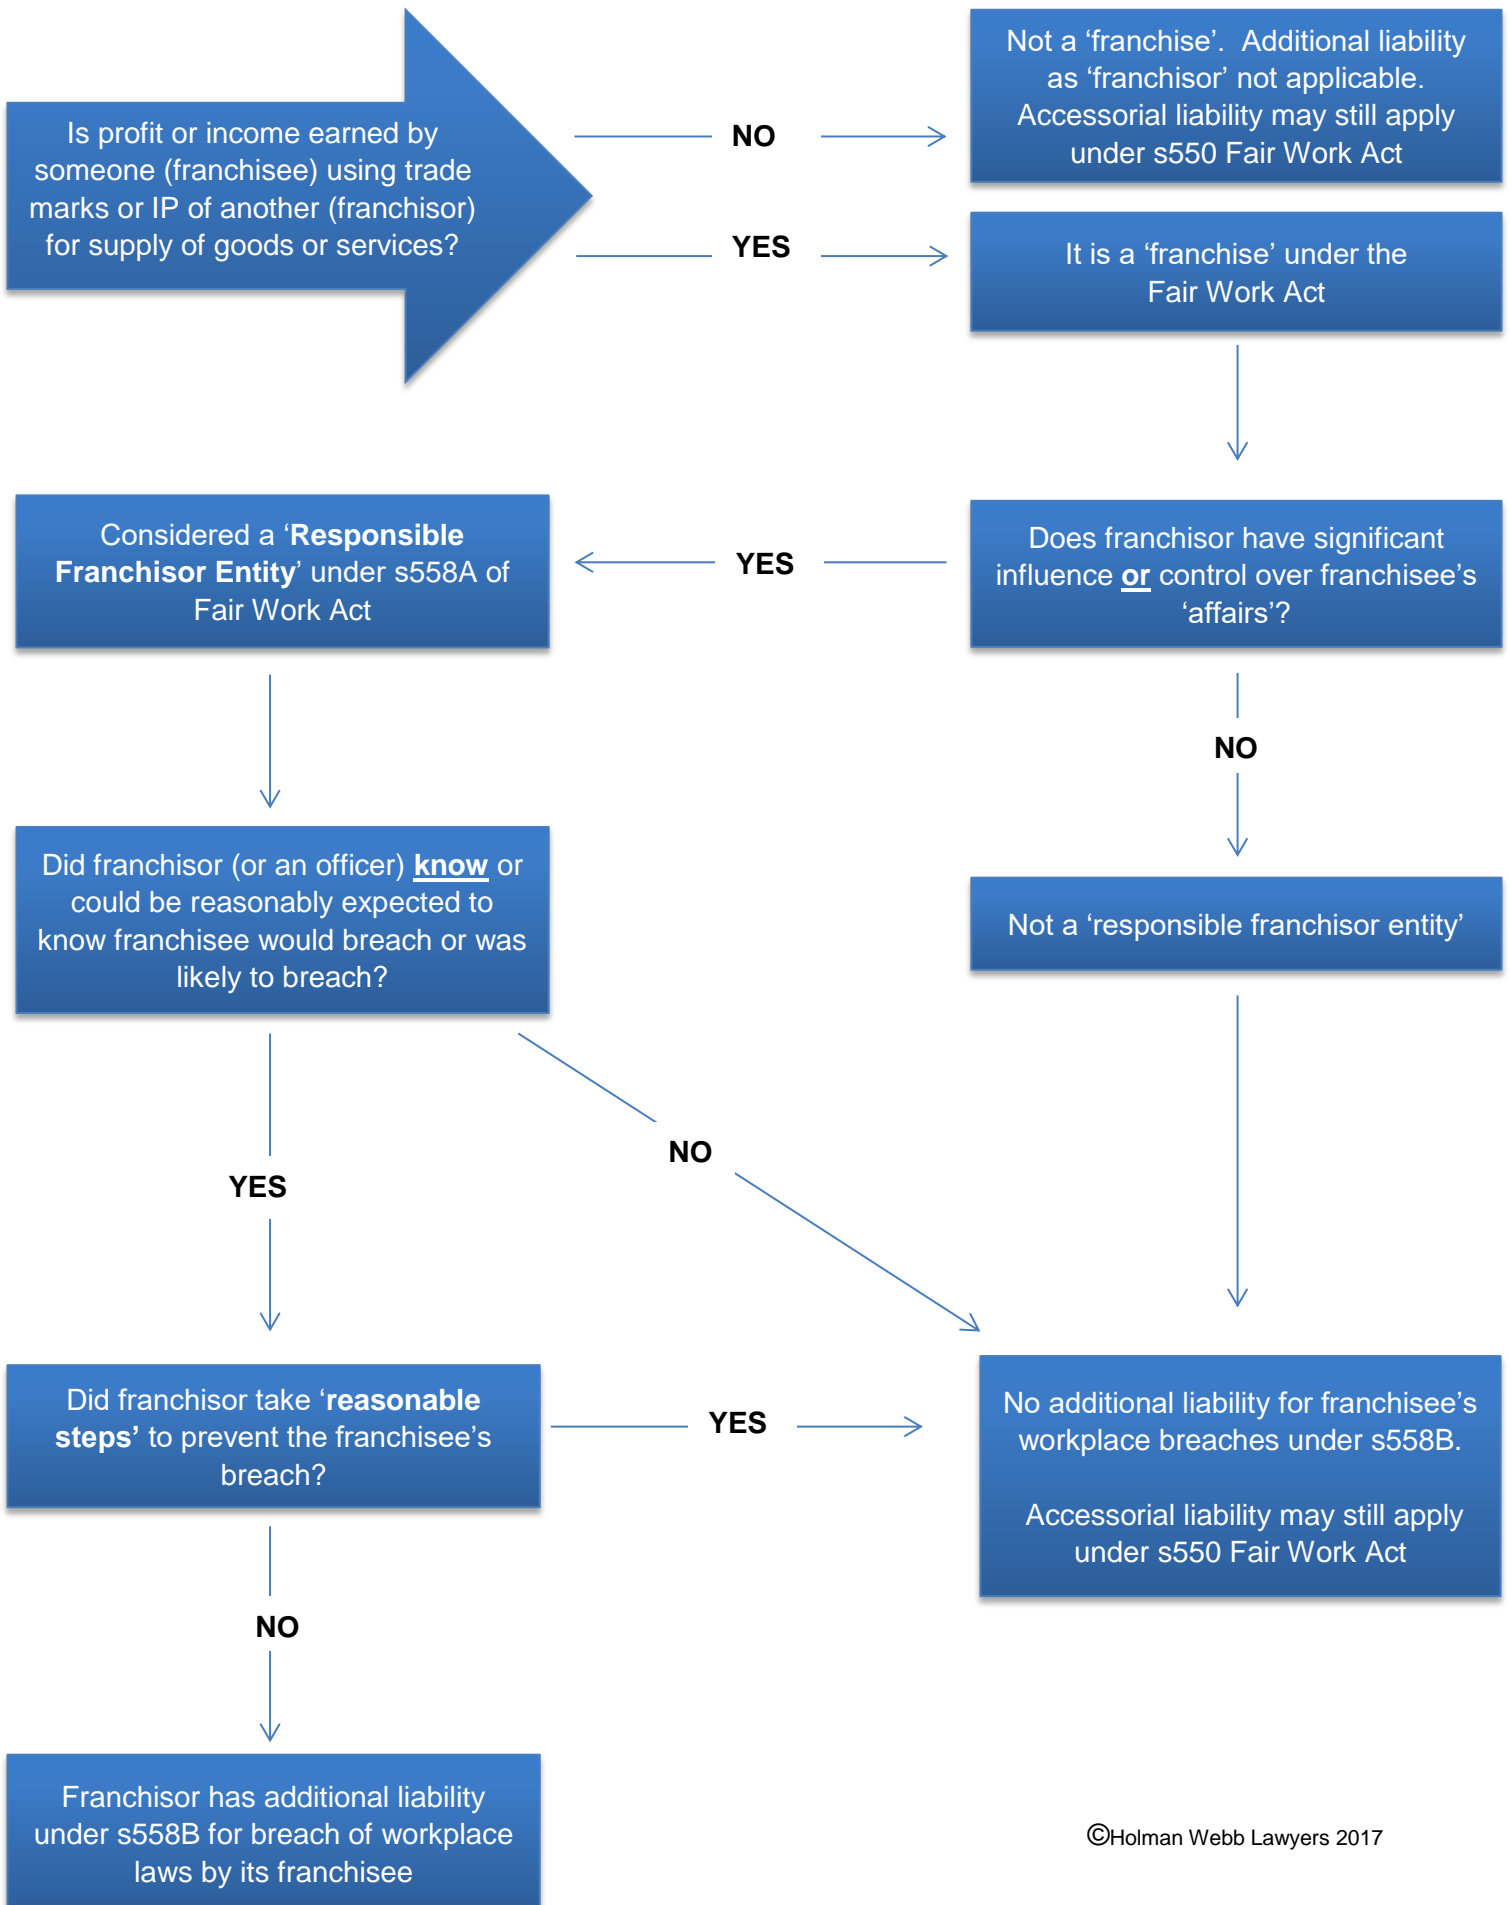 Is profit or income earned by
someone (franchisee) using trade
marks or IP of another (franchisor)
for supply of goods or services?
NO
Not a ‘franchise’. Additional liability
as ‘franchisor’ not applicable.
Accessorial liability may still apply
under s550 Fair Work Act
YES
It is a ‘franchise’ under the
Fair Work Act
Does franchisor have significant
influence or control over franchisee’s
‘affairs’?
YES
Considered a ‘Responsible
Franchisor Entity’ under s558A of
Fair Work Act
NO
Not a ‘responsible franchisor entity’
Did franchisor (or an officer) know or
could be reasonably expected to
know franchisee would breach or was
likely to breach?
NO
YES
Did franchisor take ‘reasonable
steps’ to prevent the franchisee’s
breach?
YES
No additional liability for franchisee’s
workplace breaches under s558B.
Accessorial liability may still apply
under s550 Fair Work Act
NO
Franchisor has additional liability
under s558B for breach of workplace
laws by its franchisee
©Holman Webb Lawyers 2017